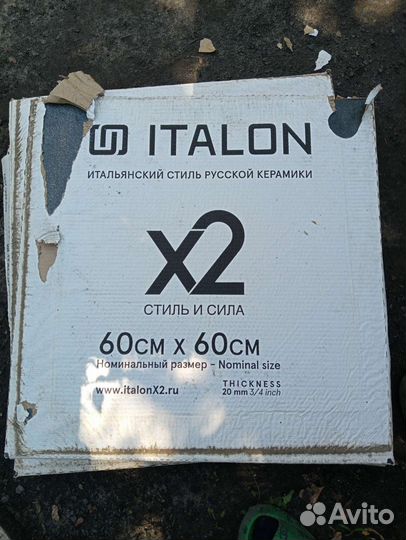 ITALON
ИТАЛЬЯНСКИЙ СТИЛЬ РУССКОЙ КЕРАМИКИ
x2
СТИЛЬ И СИЛА
60CM X 60CM
Номинальный размер - Nominal size
www.italonX2.ru
THICKNESS
20 mm 3/4 inch
Avito